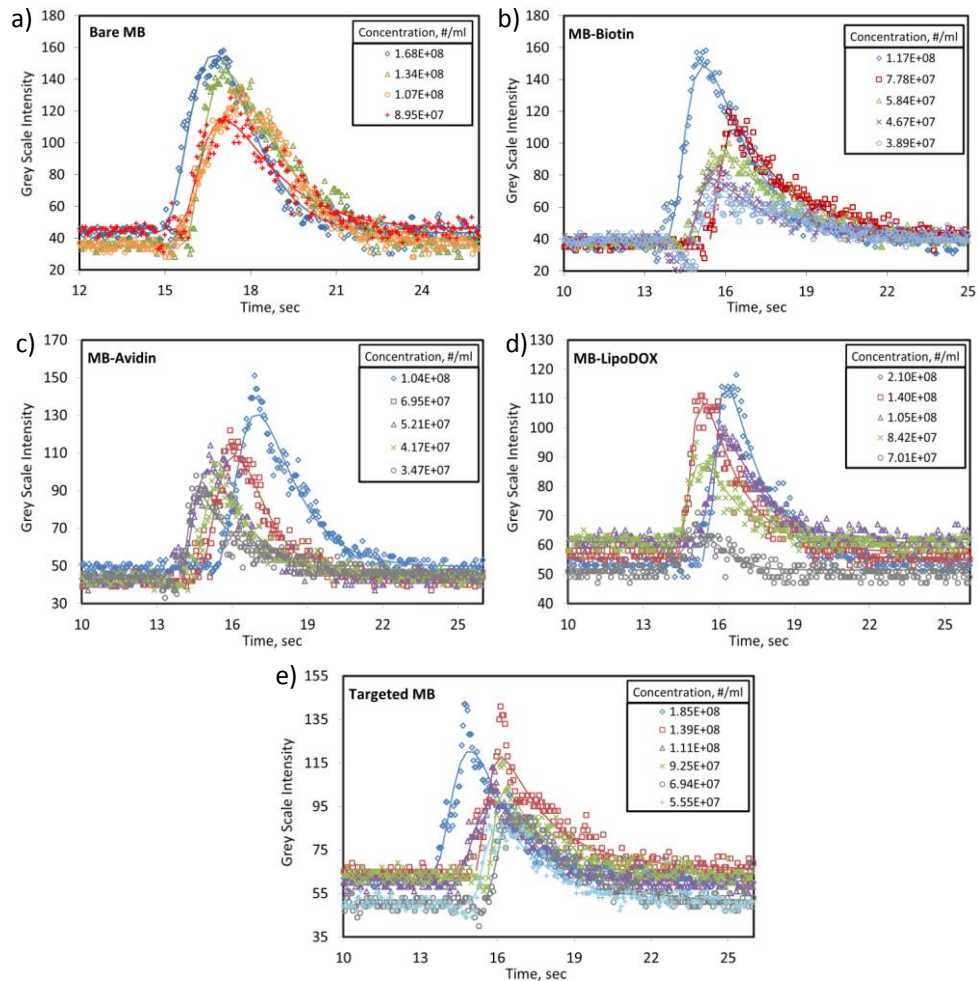 a)
Bare MB
Concentration, #/ml
1.68E+08
1.34E+08
1.07E+08
8.95E+07
Grey Scale Intensity
180
160
140
120
100
80
60
40
20
12 15 18 21 24
Time, sec
b)
MB-Biotin
Concentration, #/ml
1.17E+08
7.78E+07
5.84E+07
4.67E+07
3.89E+07
Grey Scale Intensity
180
160
140
120
100
80
60
40
20
10 13 16 19 22 25
Time, sec
c)
MB-Avidin
Concentration, #/ml
1.04E+08
6.95E+07
5.21E+07
4.17E+07
3.47E+07
Grey Scale Intensity
170
150
130
110
90
70
50
30
10 13 16 19 22 25
Time, sec
d)
MB-LipoDOX
Concentration, #/ml
2.10E+08
1.40E+08
1.05E+08
8.42E+07
7.01E+07
Grey Scale Intensity
130
120
110
100
90
80
70
60
50
40
10 13 16 19 22 25
Time, sec
e)
Targeted MB
Concentration, #/ml
1.85E+08
1.39E+08
1.11E+08
9.25E+07
6.94E+07
5.55E+07
Grey Scale Intensity
155
135
115
95
75
55
35
10 13 16 19 22 25
Time, sec